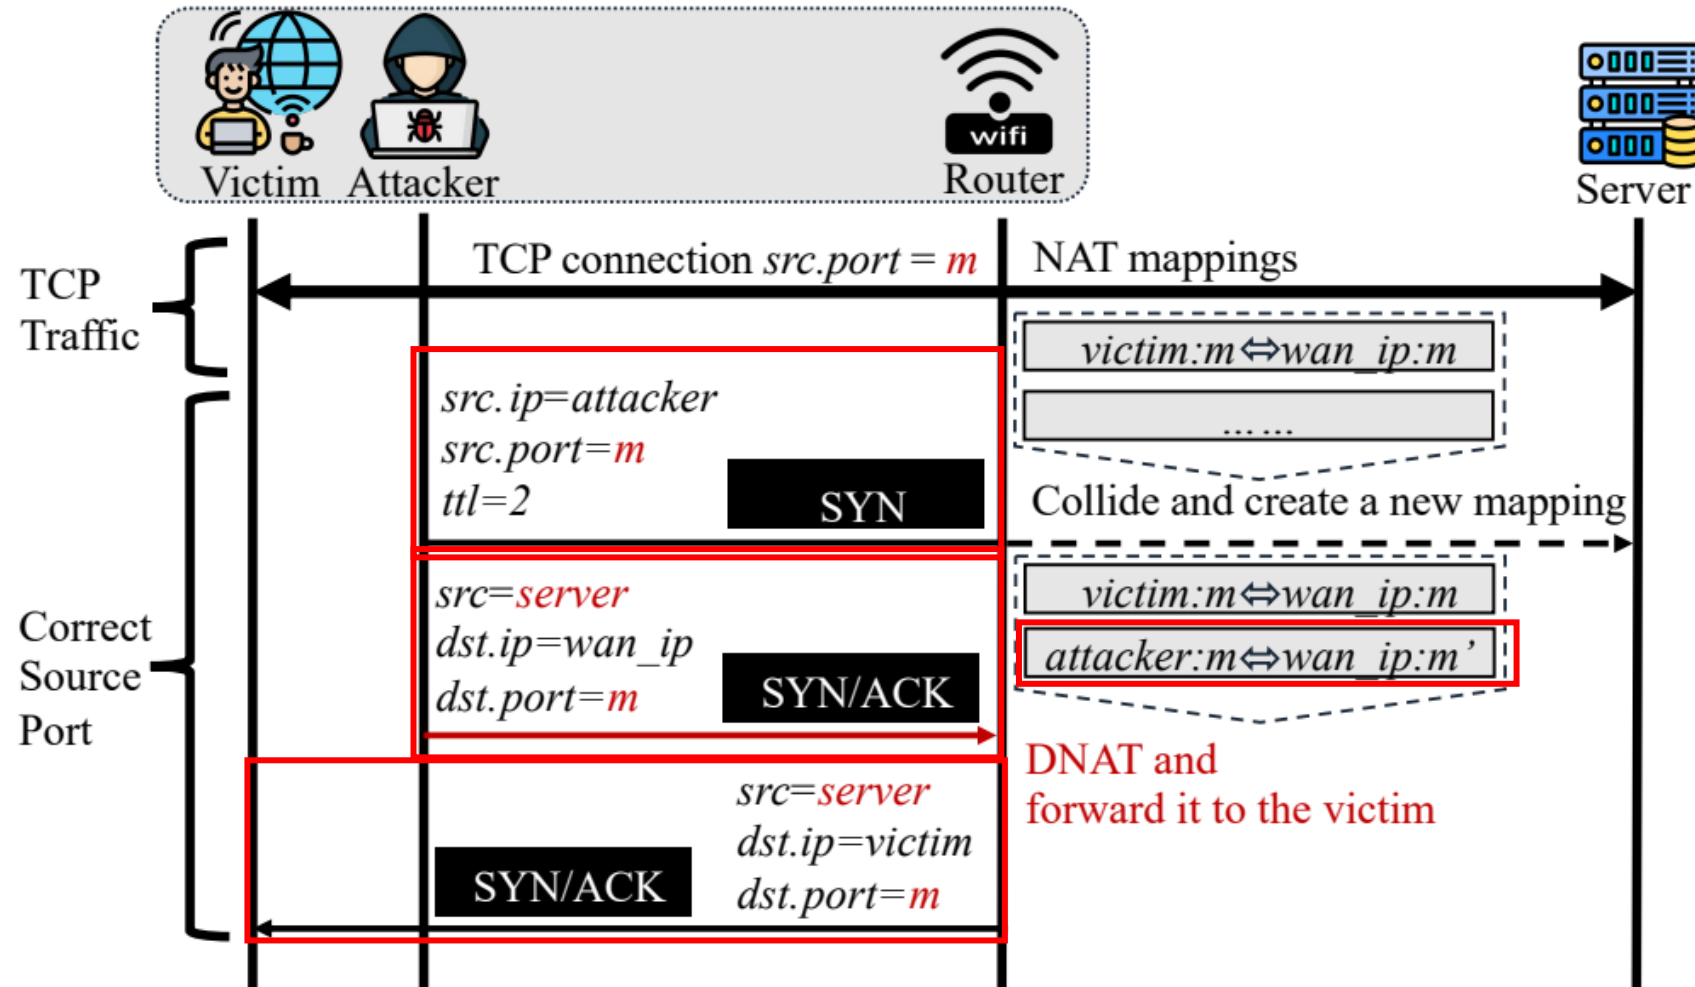 wifi
Victim
Attacker
Router
Server
TCP
Traffic
TCP connection src.port = m
NAT mappings
victim:m⇔wan_ip:m
... ...
src.ip=attacker
src.port=m
ttl=2
SYN
Collide and create a new mapping
Correct
Source
Port
src=server
dst.ip=wan_ip
dst.port=m
SYN/ACK
victim:m⇔wan_ip:m
attacker:m⇔wan_ip:m’
DNAT and
forward it to the victim
src=server
dst.ip=victim
dst.port=m
SYN/ACK